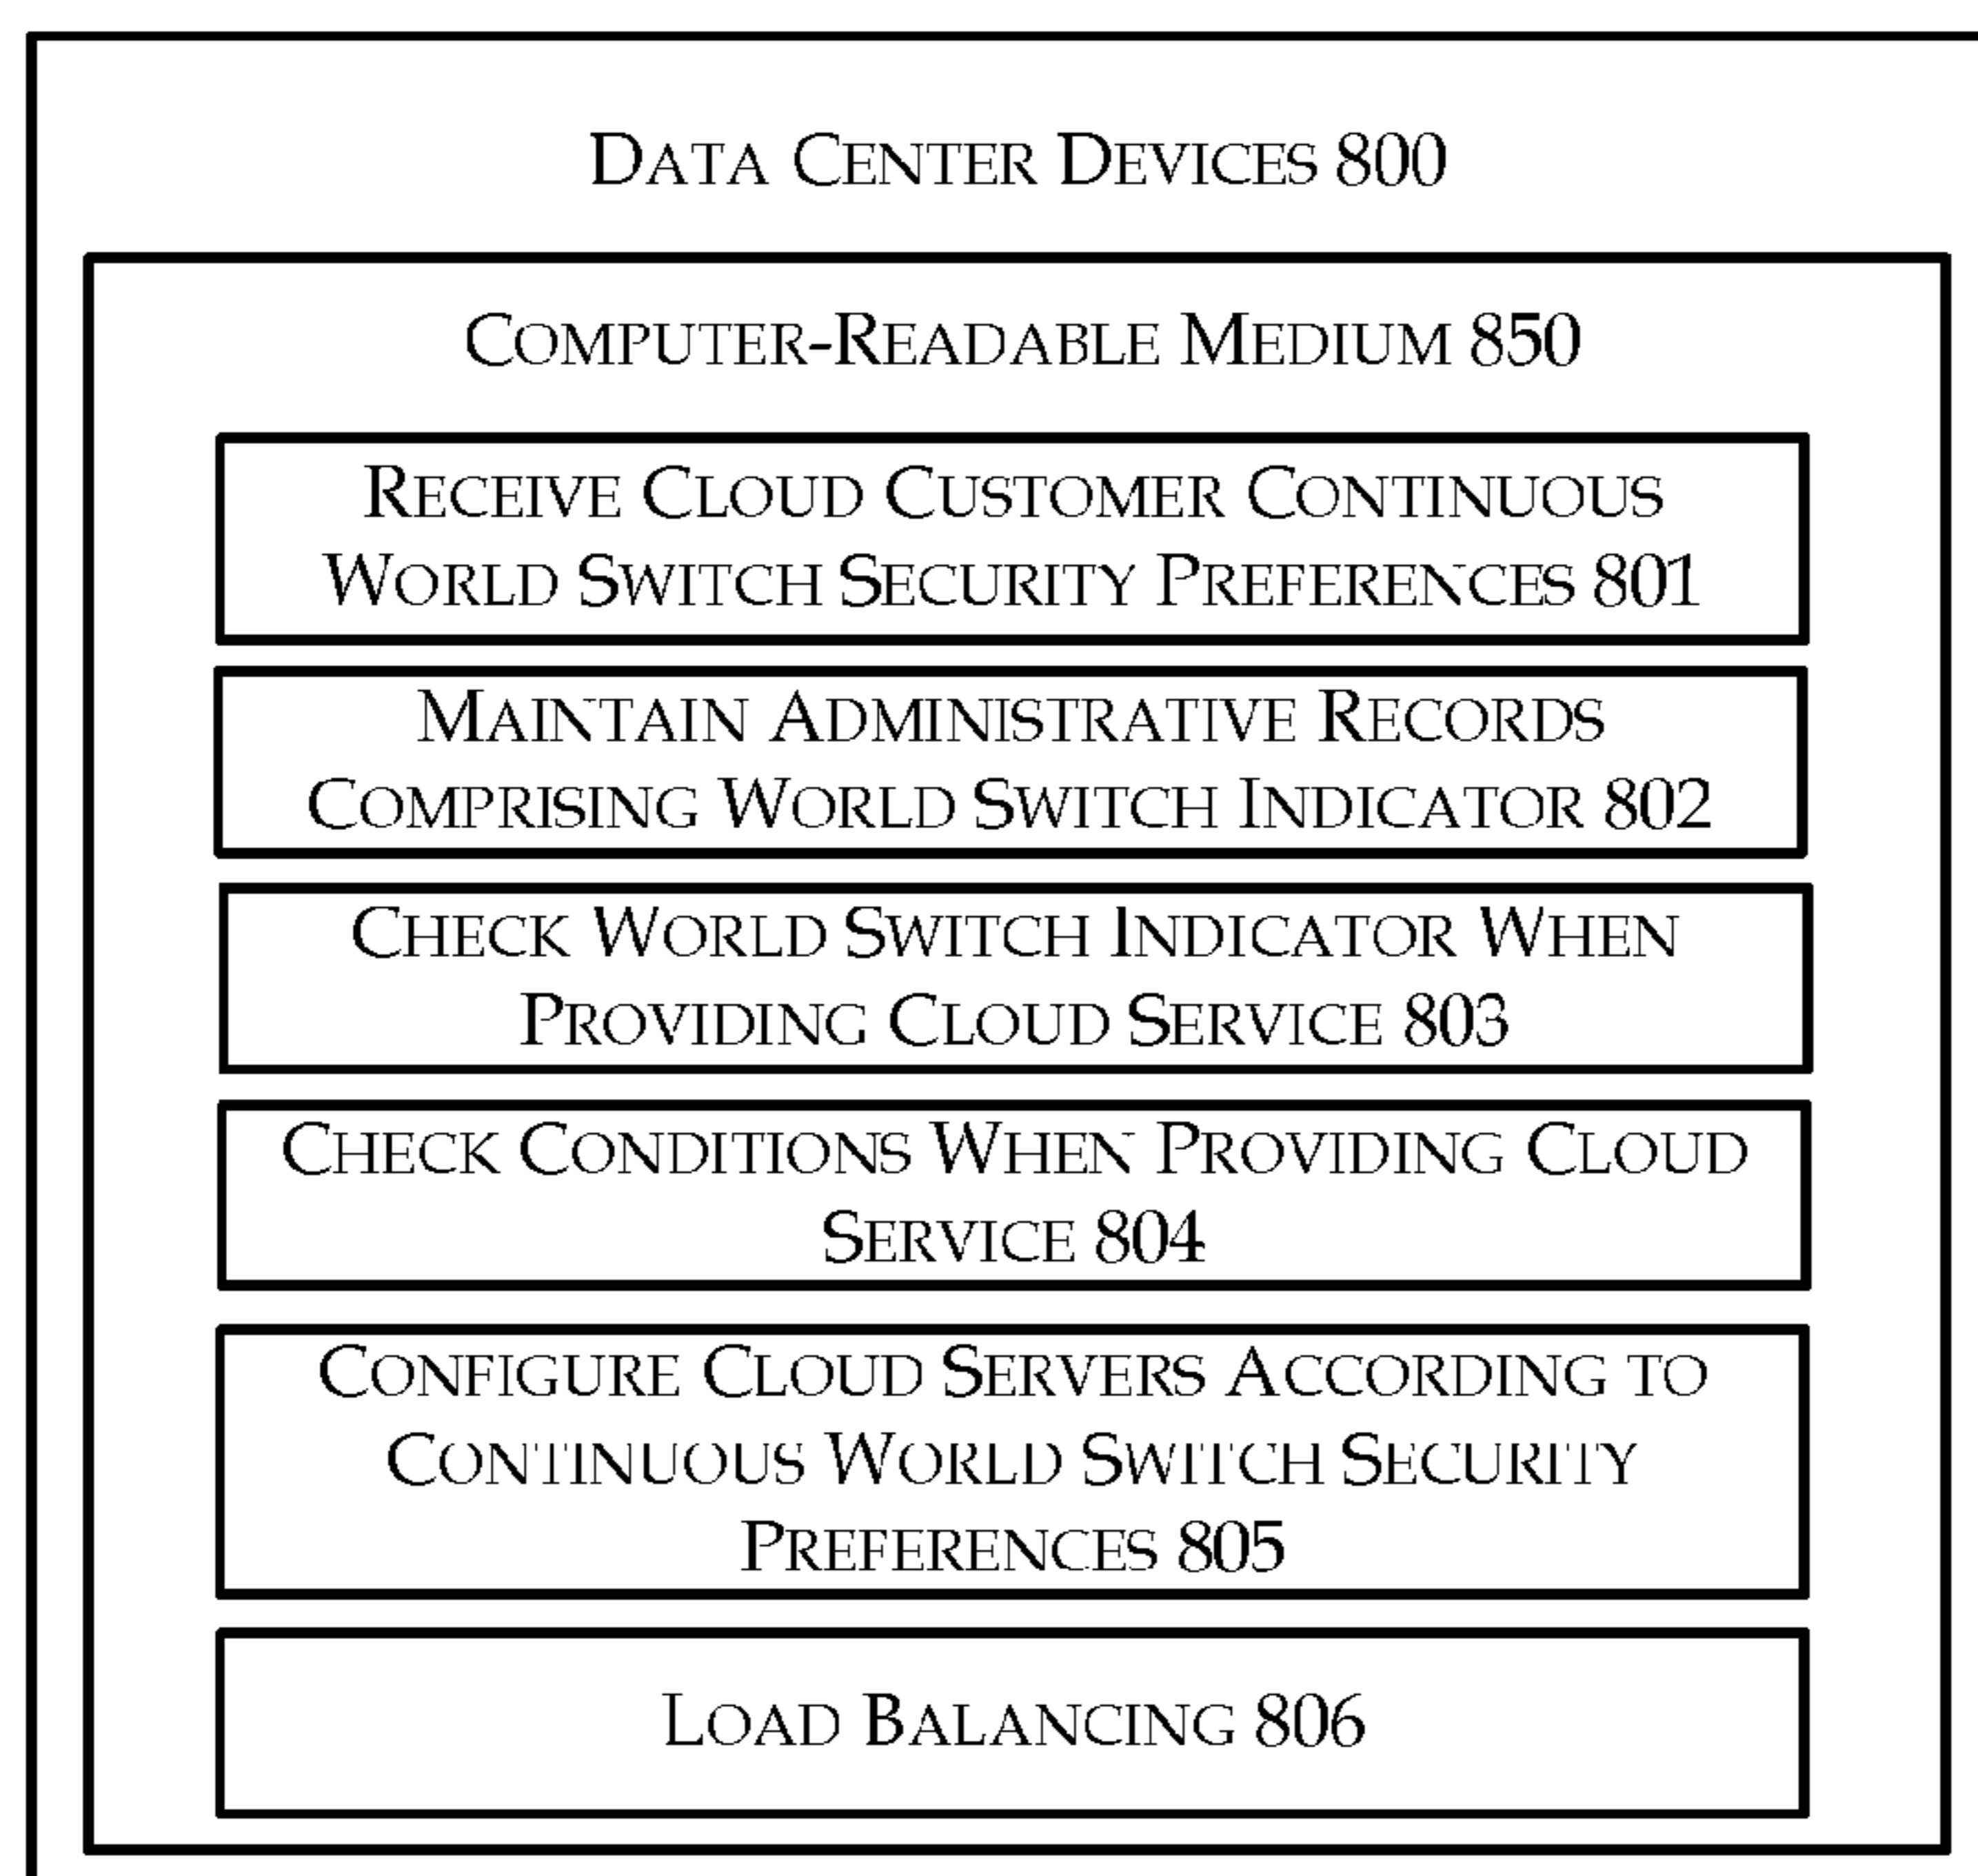 DATA CENTER DEVICES 800
COMPUTER-READABLE MEDIUM 850
RECEIVE CLOUD CUSTOMER CONTINUOUS
WORLD SWITCH SECURITY PREFERENCES 801
MAINTAIN ADMINISTRATIVE RECORDS
COMPRISING WORLD SWITCH INDICATOR 802
CHECK WORLD SWITCH INDICATOR WHEN
PROVIDING CLOUD SERVICE 803
CHECK CONDITIONS WHEN PROVIDING CLOUD
SERVICE 804
CONFIGURE CLOUD SERVERS ACCORDING TO
CONTINUOUS WORLD SWITCH SECURITY
PREFERENCES 805
LOAD BALANCING 806